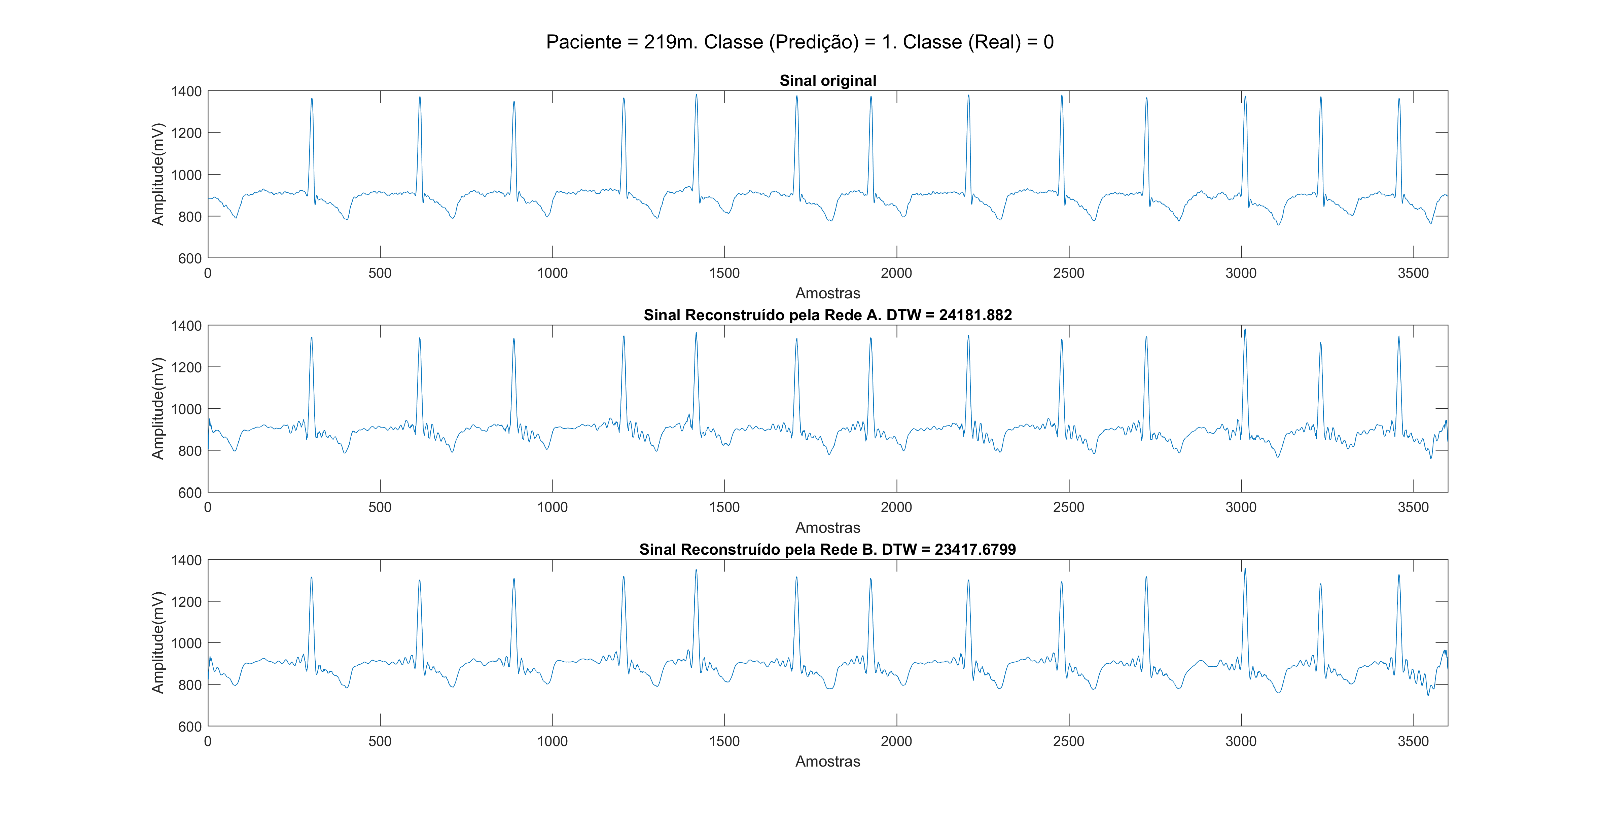 Paciente = 219m. Classe (Predição) = 1. Classe (Real) = 0
Sinal original
1400
1200
1000
800
600
Amplitude(mV)
0 500 1000 1500 2000 2500 3000 3500
Amostras
Sinal Reconstruído pela Rede A. DTW = 24181.882
1400
1200
1000
800
600
Amplitude(mV)
0 500 1000 1500 2000 2500 3000 3500
Amostras
Sinal Reconstruído pela Rede B. DTW = 23417.6799
1400
1200
1000
800
600
Amplitude(mV)
0 500 1000 1500 2000 2500 3000 3500
Amostras